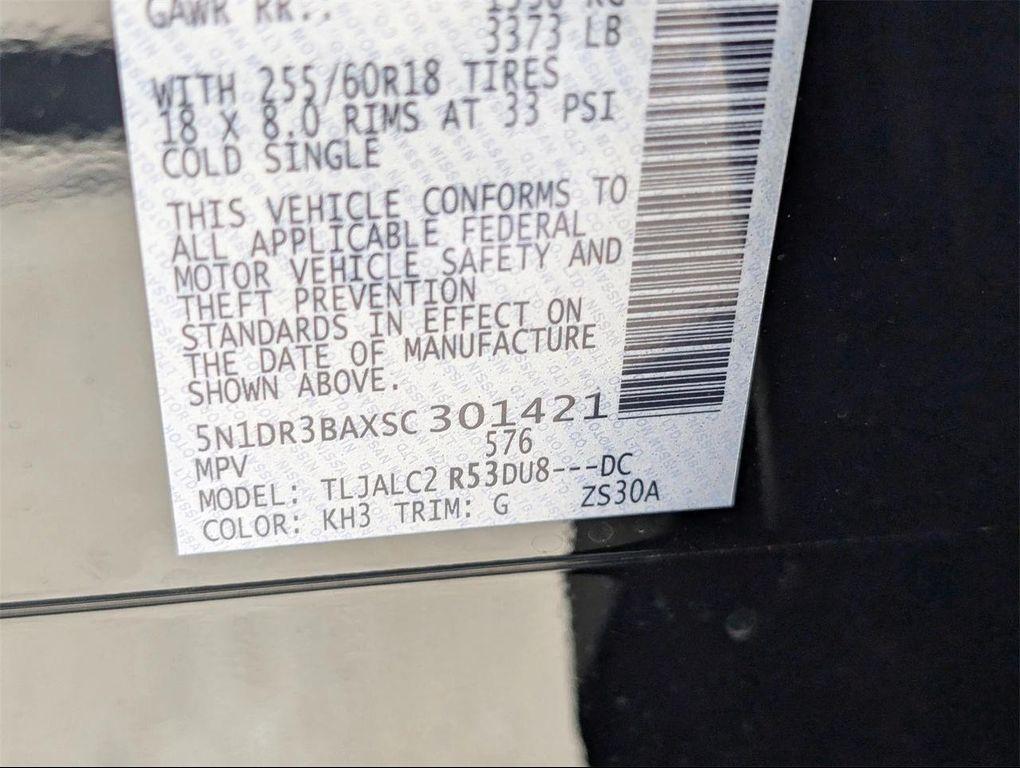 GAWR RR..
3373 LB
WITH 255/60R18 TIRES
18 X 8.0 RIMS AT 33 PSI
COLD SINGLE
THIS VEHICLE CONFORMS TO
ALL APPLICABLE FEDERAL
MOTOR VEHICLE SAFETY AND
THEFT PREVENTION
STANDARDS IN EFFECT ON
THE DATE OF MANUFACTURE
SHOWN ABOVE.
5N1DR3BAXSC 301421
MPV 576
MODEL: TLJALC2 R53DU8---DC
COLOR: KH3 TRIM: G ZS30A